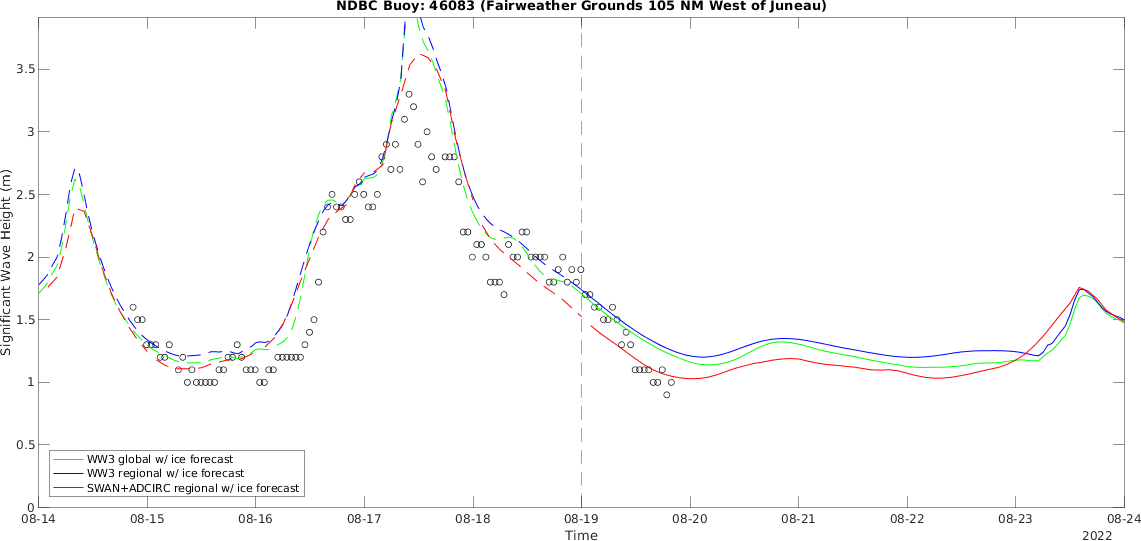 NDBC Buoy: 46083 (Fairweather Grounds 105 NM West of Juneau)
3.5
3
2.5
2
1.5
1
0.5
0
Significant Wave Height (m)
WW3 global w/ ice forecast
WW3 regional w/ ice forecast
SWAN+ADCIRC regional w/ ice forecast
08-14 08-15 08-16 08-17 08-18 08-19 08-20 08-21 08-22 08-23 08-24
Time
2022